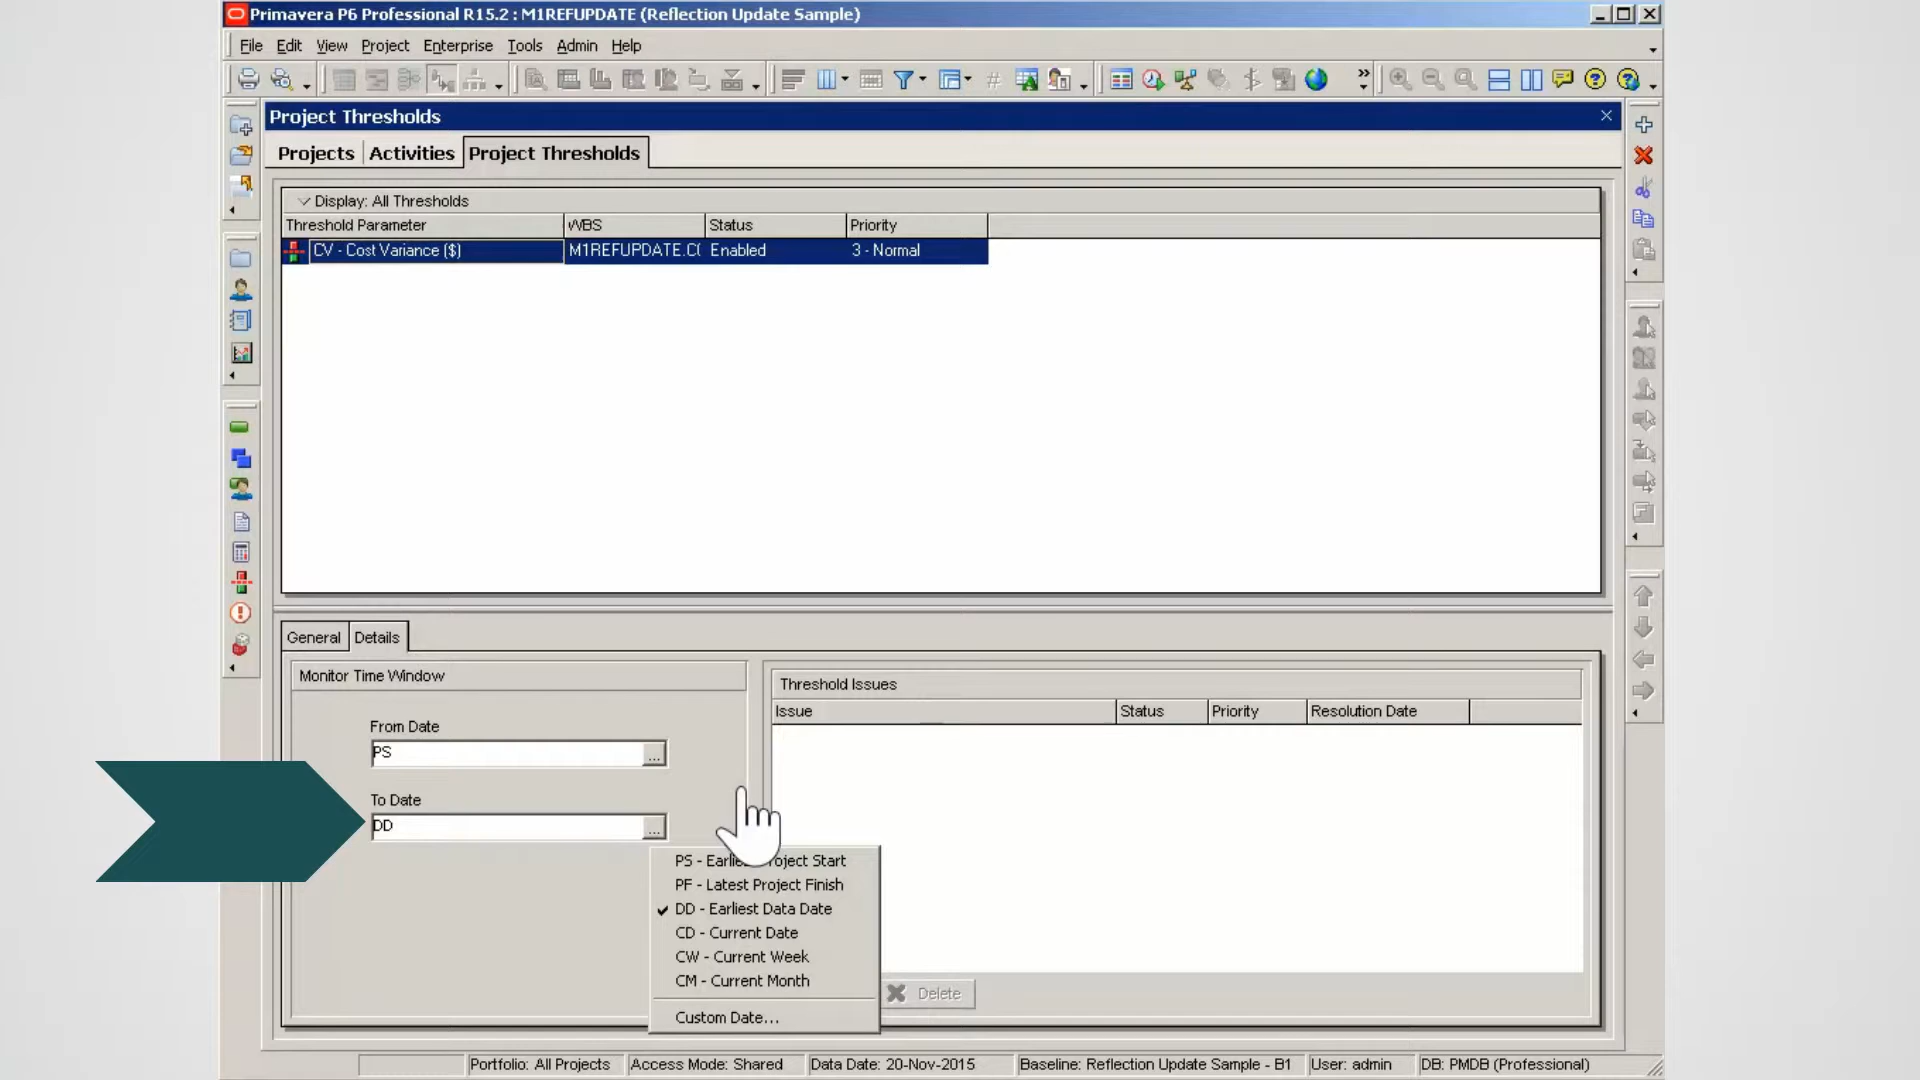 Primavera P6 Professional R15.2 : M1REFUPDATE (Reflection Update Sample)
File Edit View Project Enterprise Tools Admin Help
Project Thresholds
Projects Activities Project Thresholds
Display: All Thresholds
Threshold Parameter WBS Status Priority
CV - Cost Variance ($) M1REFUPDATE.C( Enabled 3 - Normal
General Details
Monitor Time Window
Threshold Issues
Issue Status Priority Resolution Date
From Date
PS
...
To Date
DD
...
PS - Earlie oject Start
PF - Latest Project Finish
DD - Earliest Data Date
CD - Current Date
CW - Current Week
CM - Current Month
Custom Date...
Delete
Portfolio: All Projects Access Mode: Shared Data Date: 20-Nov-2015 Baseline: Reflection Update Sample - B1 User: admin DB: PMDB (Professional)